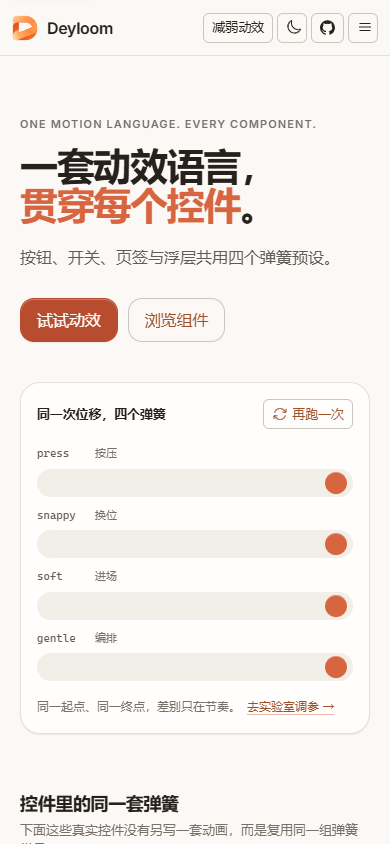 Deyloom
减弱动效
ONE MOTION LANGUAGE. EVERY COMPONENT.
一套动效语言，
贯穿每个控件。
按钮、开关、页签与浮层共用四个弹簧预设。
试试动效
浏览组件
同一次位移，四个弹簧
再跑一次
press 按压
snappy 换位
soft 进场
gentle 编排
同一起点、同一终点，差别只在节奏。 去实验室调参 →
控件里的同一套弹簧
下面这些真实控件没有另写一套动画，而是复用同一组弹簧